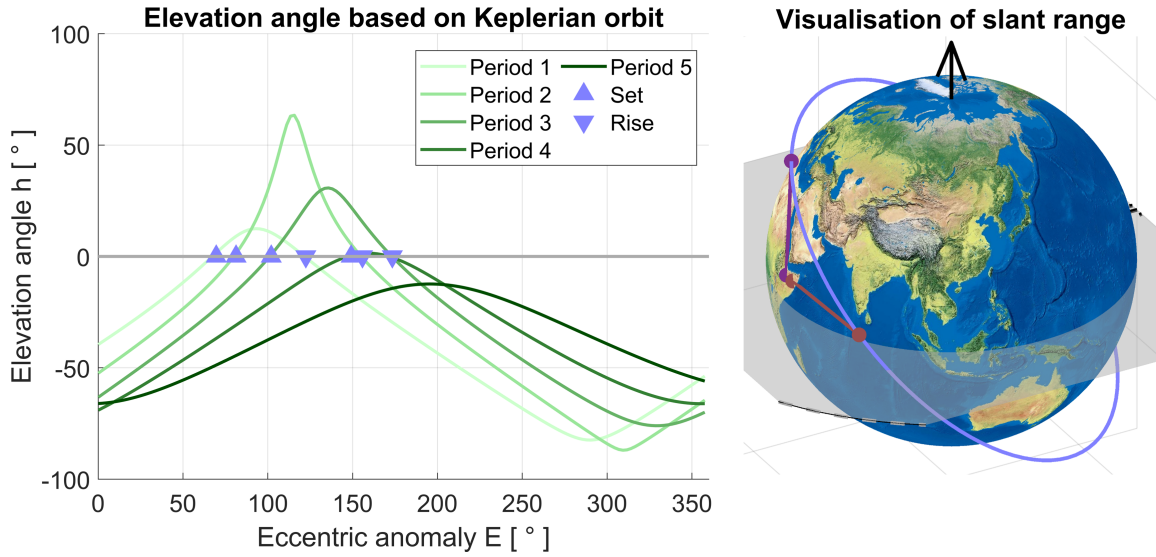 Elevation angle based on Keplerian orbit
100
50
0
-50
-100
Elevation angle h [ ° ]
Period 1
Period 2
Period 3
Period 4
Period 5
Set
Rise
0
50
100
150
200
250
300
350
Eccentric anomaly E [ ° ]
Visualisation of slant range